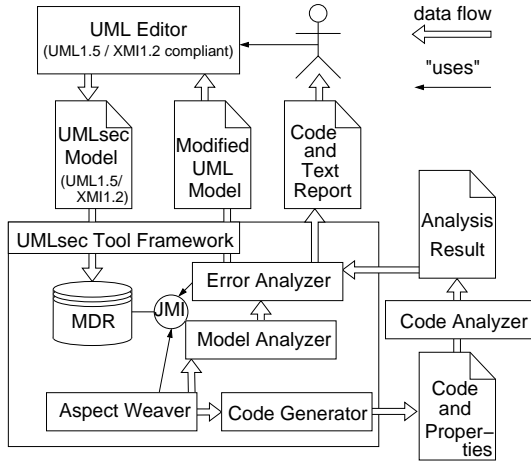 UML Editor
(UML1.5 / XMI1.2 compliant)
data flow
"uses"
UMLsec
Model
(UML1.5/
XMI1.2)
Modified
UML
Model
Code
and
Text
Report
Analysis
Result
UMLsec Tool Framework
Error Analyzer
MDR
JMI
Model Analyzer
Code Analyzer
Aspect Weaver
Code Generator
Code
and
Proper–
ties